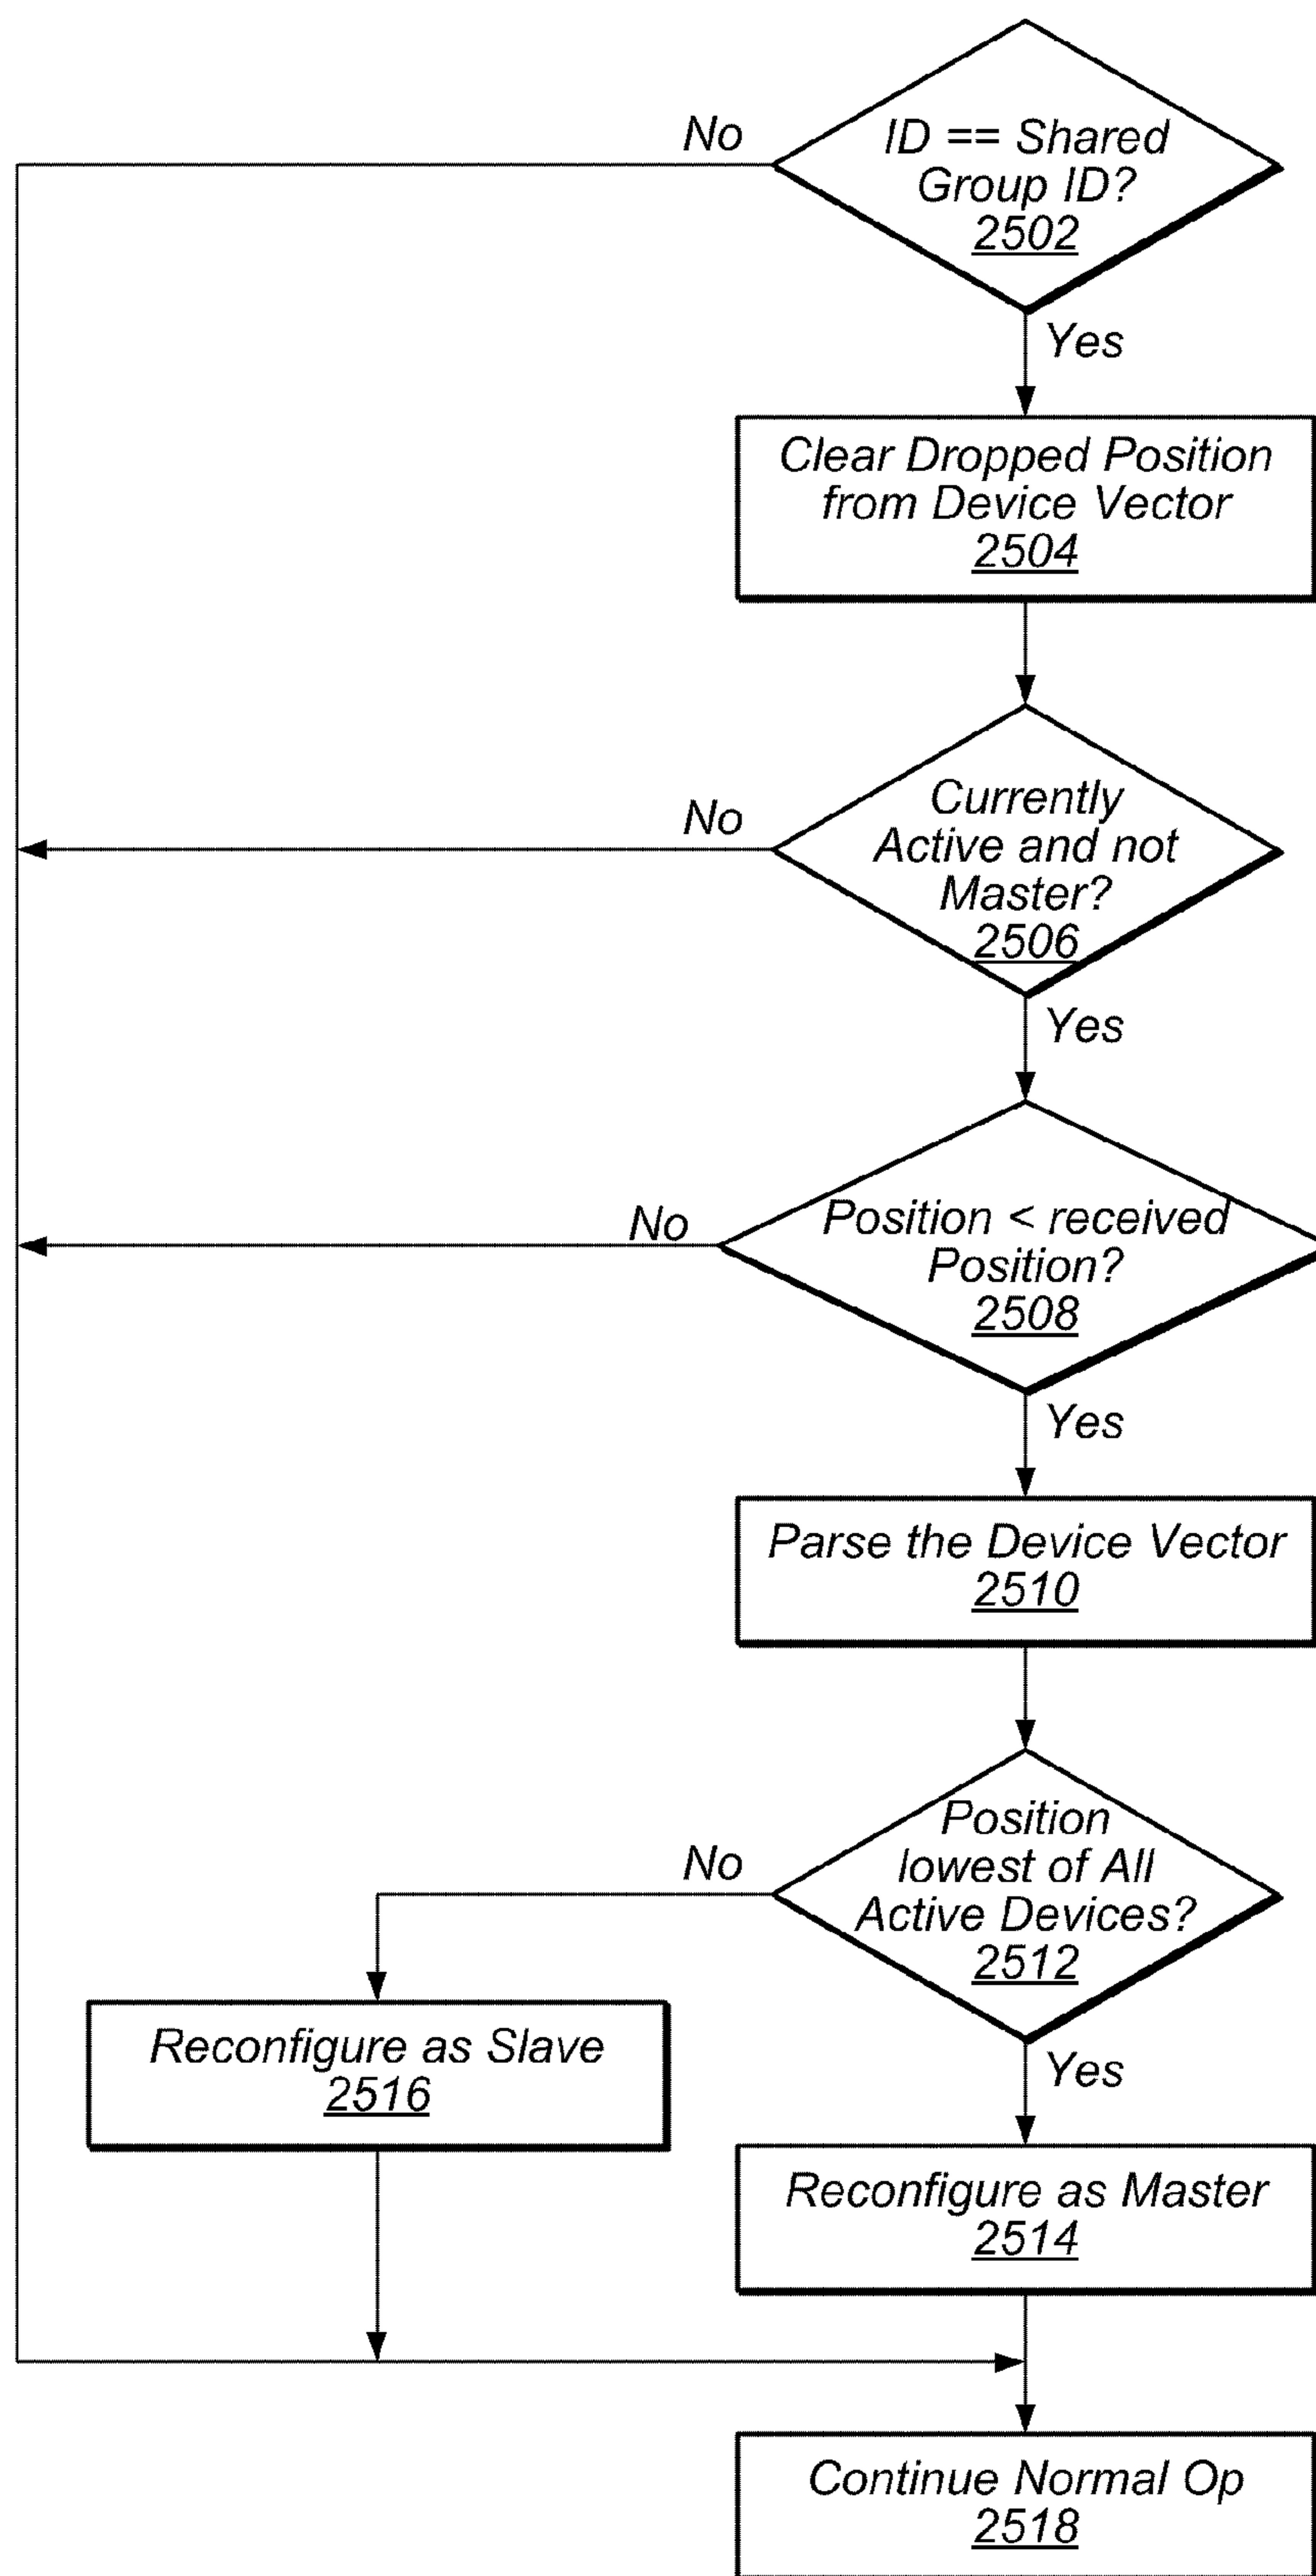 No
ID == Shared
Group ID?
2502
Yes
Clear Dropped Position
from Device Vector
2504
No
Currently
Active and not
Master?
2506
Yes
No
Position < received
Position?
2508
Yes
Parse the Device Vector
2510
No
Position
lowest of All
Active Devices?
2512
Yes
Reconfigure as Slave
2516
Reconfigure as Master
2514
Continue Normal Op
2518